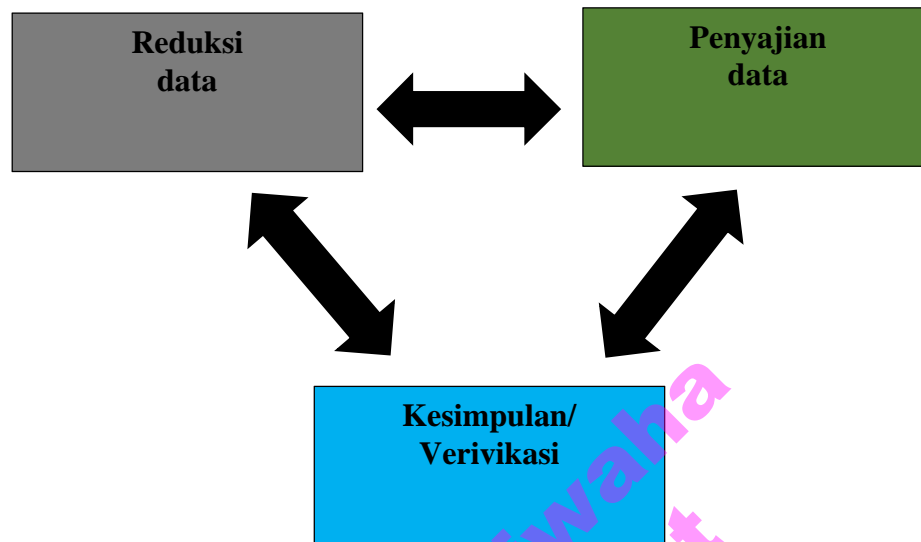 Reduksi
data
Penyajian
data
Kesimpulan/
Verivikasi